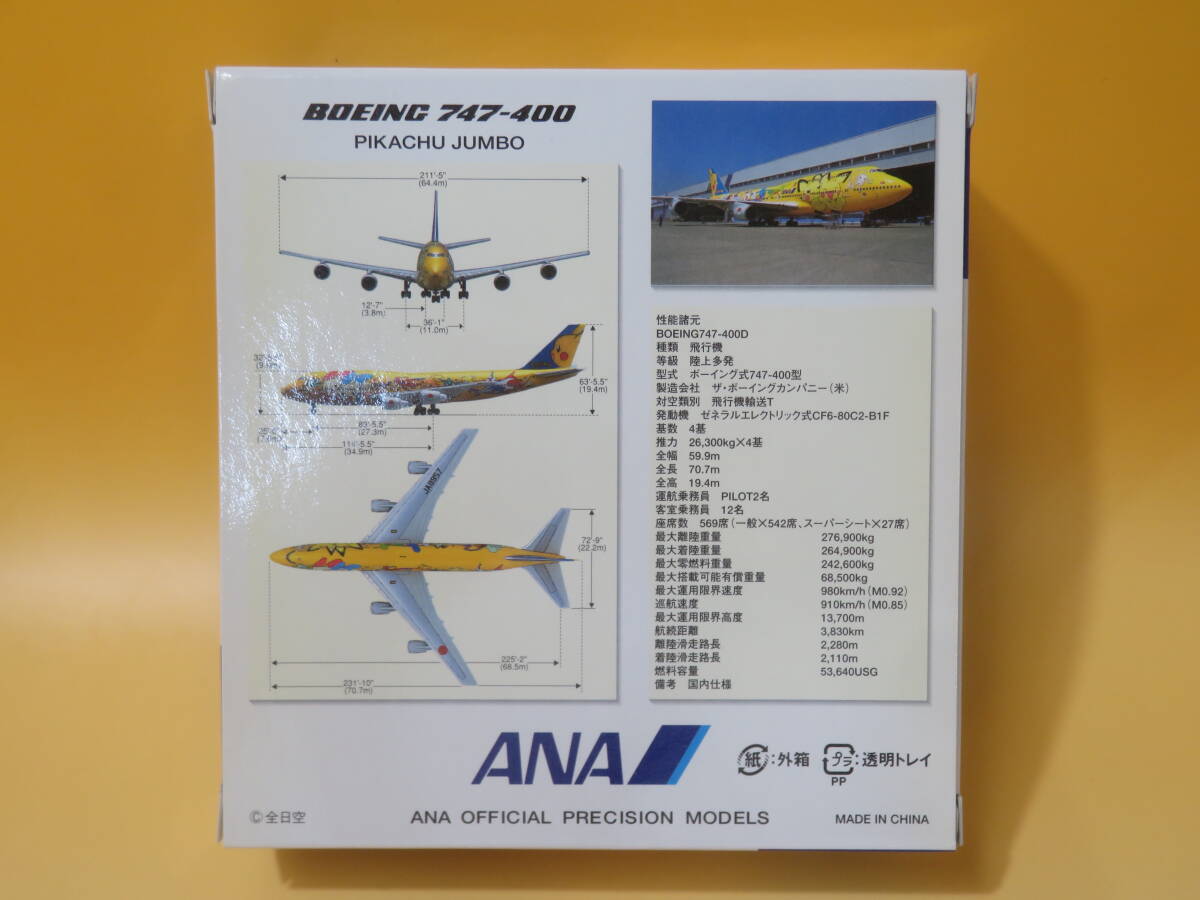 BOEING 747-400
PIKACHU JUMBO
211'-5"
(64.4m)
12'-7"
(3.8m)
36'-1"
(11.0m)
63'-5.5"
(19.4m)
83'-5.5"
(27.3m)
(34.9m)
JA8957
72'-9"
(22.2m)
225'-2"
(68.5m)
231'-10"
(70.7m)
性能諸元
BOEING747-400D
種類 飛行機
等級 陸上多発
型式 ボーイング式747-400型
製造会社 ザ・ボーイングカンパニー(米)
対空類別 飛行機輸送T
発動機 ゼネラルエレクトリック式CF6-80C2-B1F
基数 4基
推力 26,300kg×4基
全幅 59.9m
全長 70.7m
全高 19.4m
運航乗務員 PILOT2名
客室乗務員 12名
座席数 569席(一般×542席、スーパーシート×27席)
最大離陸重量 276,900kg
最大着陸重量 264,900kg
最大零燃料重量 242,600kg
最大搭載可能有償重量 68,500kg
最大運用限界速度 980km/h(M0.92)
巡航速度 910km/h(M0.85)
最大運用限界高度 13,700m
航続距離 3,830km
離陸滑走路長 2,280m
着陸滑走路長 2,110m
燃料容量 53,640USG
備考 国内仕様
ANA
紙:外箱
プラ:透明トレイ
PP
©全日空
ANA OFFICIAL PRECISION MODELS
MADE IN CHINA